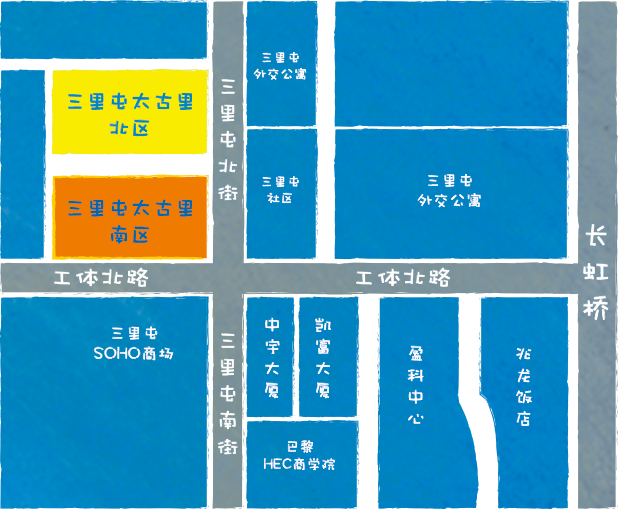 三里屯太古里
北区
三里屯太古里
南区
三里屯北街
三里屯
外交公寓
三里屯
社区
三里屯
外交公寓
长虹桥
工体北路
工体北路
三里屯
SOHO商场
三里屯南街
中宇大厦
凯富大厦
盈科中心
兆龙饭店
巴黎
HEC商学院